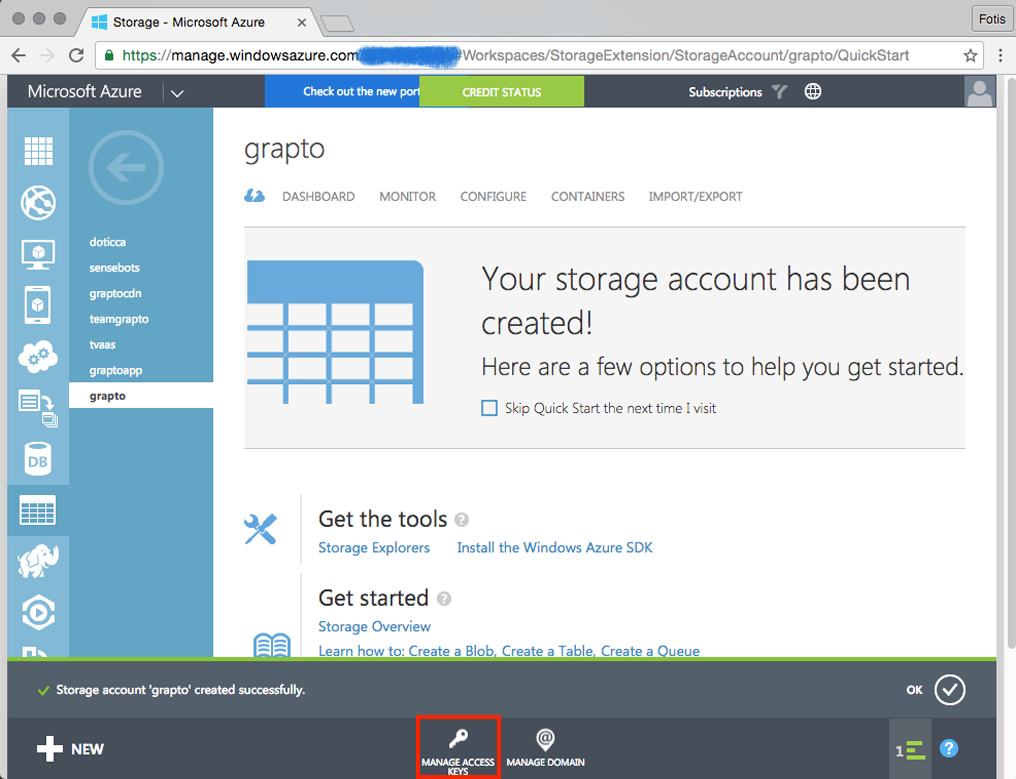 Storage - Microsoft Azure
Fotis
https://manage.windowsazure.com #Workspaces/StorageExtension/StorageAccount/grapto/QuickStart
Microsoft Azure
Check out the new port
CREDIT STATUS
Subscriptions
grapto
DASHBOARD MONITOR CONFIGURE CONTAINERS IMPORT/EXPORT
doticca
sensebots
graptocdn
teamgrapto
tvaas
graptoapp
grapto
DB
Your storage account has been
created!
Here are a few options to help you get started.
Skip Quick Start the next time I visit
Get the tools ?
Storage Explorers Install the Windows Azure SDK
Get started ?
Storage Overview
Learn how to: Create a Blob, Create a Table, Create a Queue
Storage account 'grapto' created successfully.
OK
NEW
MANAGE ACCESS
KEYS
MANAGE DOMAIN
1
?